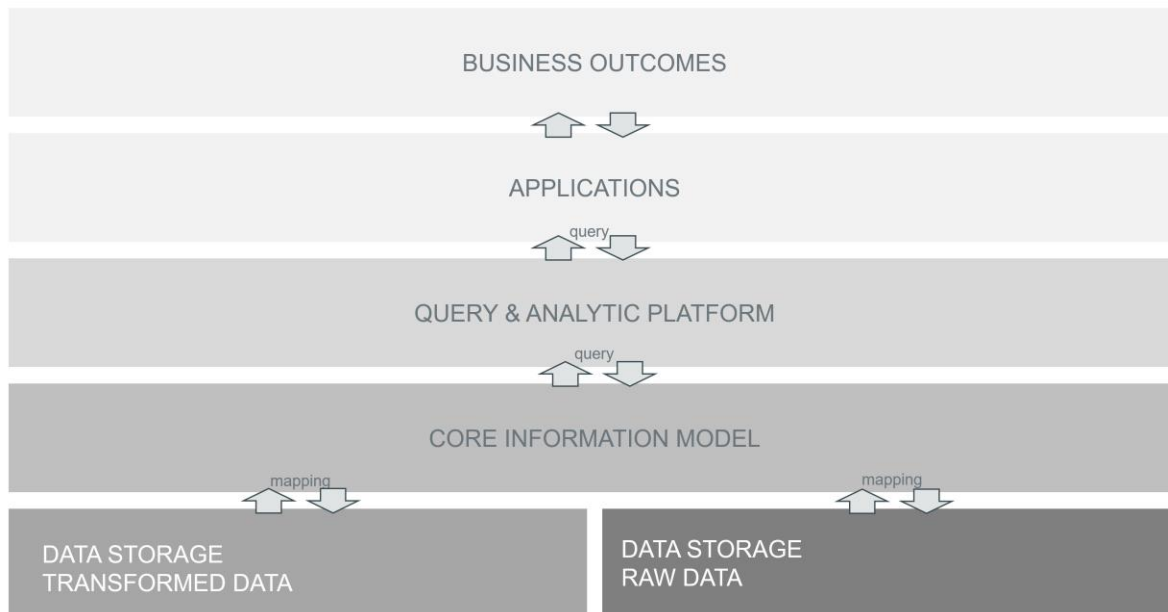 BUSINESS OUTCOMES
APPLICATIONS
query
QUERY & ANALYTIC PLATFORM
query
CORE INFORMATION MODEL
mapping
mapping
DATA STORAGE
TRANSFORMED DATA
DATA STORAGE
RAW DATA